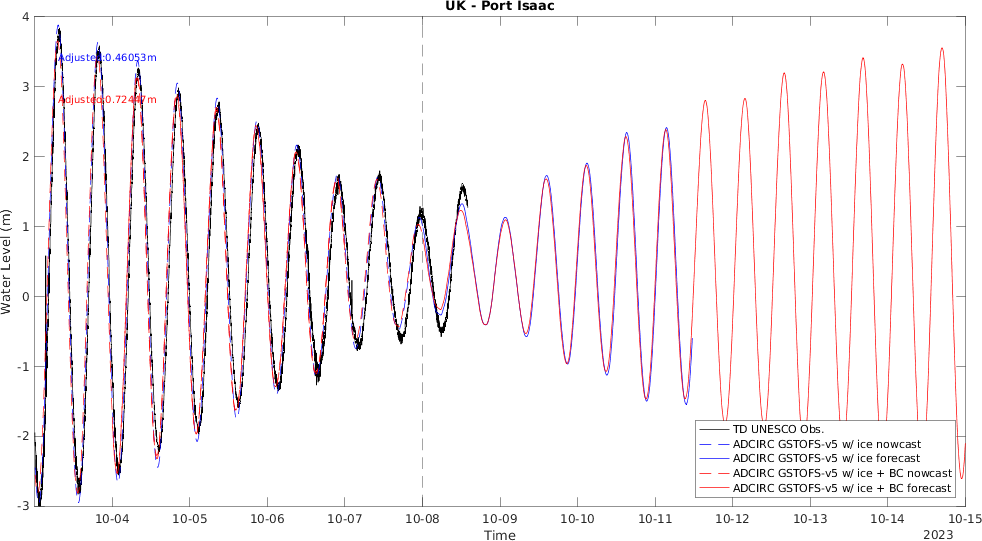 UK - Port Isaac
Adjusted:0.46053m
Adjusted:0.72447m
Water Level (m)
4
3
2
1
0
-1
-2
-3
TD UNESCO Obs.
ADCIRC GSTOFS-v5 w/ ice nowcast
ADCIRC GSTOFS-v5 w/ ice forecast
ADCIRC GSTOFS-v5 w/ ice + BC nowcast
ADCIRC GSTOFS-v5 w/ ice + BC forecast
10-04 10-05 10-06 10-07 10-08 10-09 10-10 10-11 10-12 10-13 10-14 10-15
Time
2023